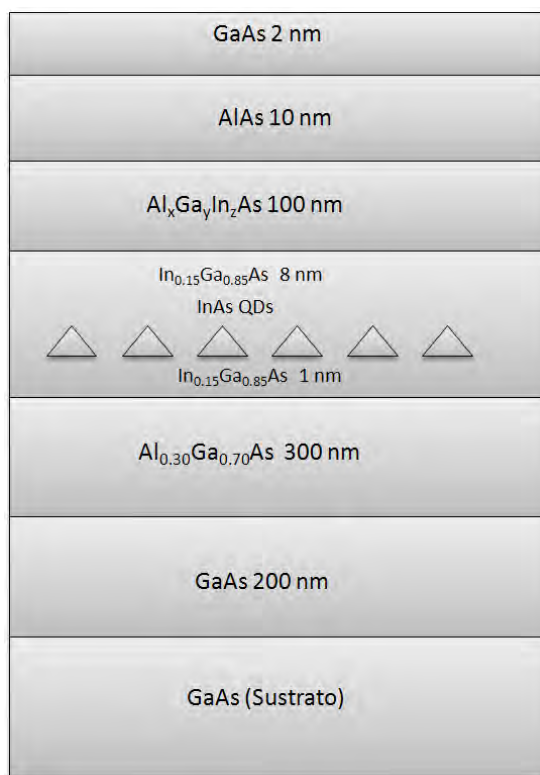 GaAs 2 nm
AlAs 10 nm
AlₓGaᵧIn_zAs 100 nm
In₀.₁₅Ga₀.₈₅As 8 nm
InAs QDs
In₀.₁₅Ga₀.₈₅As 1 nm
Al₀.₃₀Ga₀.₇₀As 300 nm
GaAs 200 nm
GaAs (Sustrato)